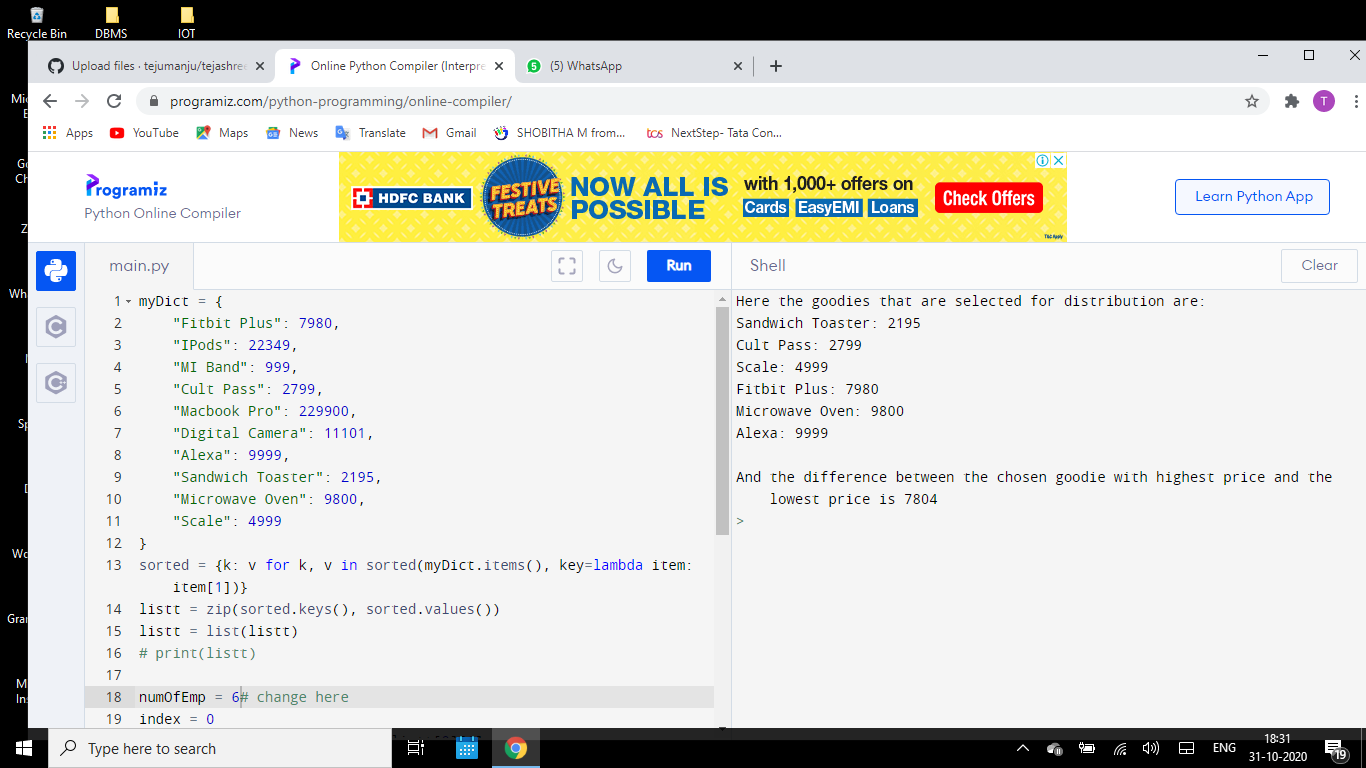 Recycle Bin
DBMS
IOT
Upload files · tejumanju/tejashre
Online Python Compiler (Interpre
5
(5) WhatsApp
programiz.com/python-programming/online-compiler/
T
Apps
YouTube
Maps
News
Translate
Gmail
SHOBITHA M from...
tcs
NextStep- Tata Con...
Programiz
Python Online Compiler
HDFC BANK
FESTIVE
TREATS
NOW ALL IS
POSSIBLE
with 1,000+ offers on
Cards EasyEMI Loans
Check Offers
T&C Apply
Learn Python App
main.py
Run
Shell
Clear
1 myDict = {
2 "Fitbit Plus": 7980,
3 "IPods": 22349,
4 "MI Band": 999,
5 "Cult Pass": 2799,
6 "Macbook Pro": 229900,
7 "Digital Camera": 11101,
8 "Alexa": 9999,
9 "Sandwich Toaster": 2195,
10 "Microwave Oven": 9800,
11 "Scale": 4999
12 }
13 sorted = {k: v for k, v in sorted(myDict.items(), key=lambda item:
item[1])}
14 listt = zip(sorted.keys(), sorted.values())
15 listt = list(listt)
16 # print(listt)
17
18 numOfEmp = 6# change here
19 index = 0
Here the goodies that are selected for distribution are:
Sandwich Toaster: 2195
Cult Pass: 2799
Scale: 4999
Fitbit Plus: 7980
Microwave Oven: 9800
Alexa: 9999
And the difference between the chosen goodie with highest price and the
lowest price is 7804
>
Type here to search
ENG
18:31
31-10-2020
19